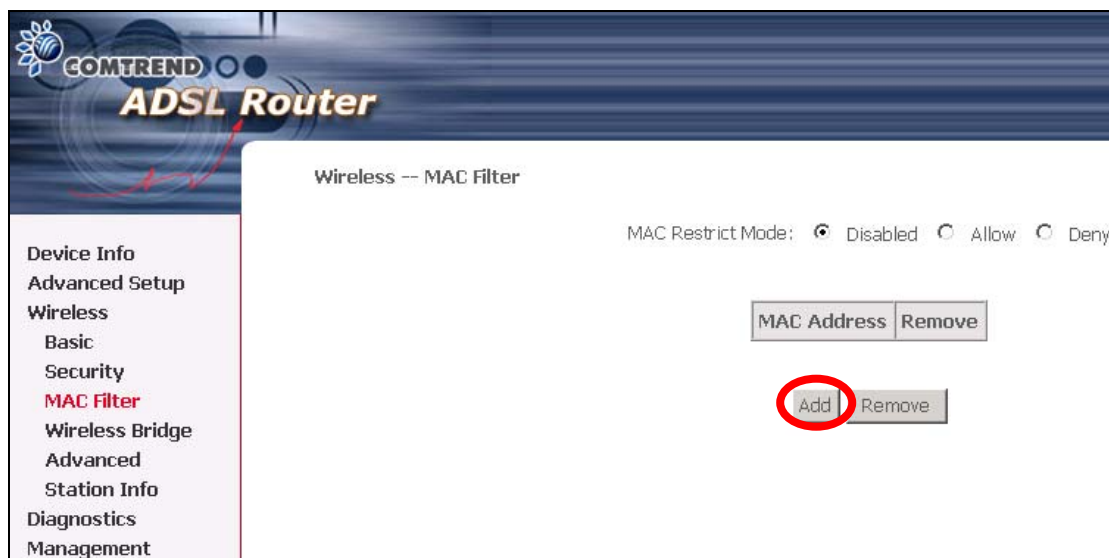 COMTREND
ADSL Router
Wireless -- MAC Filter
MAC Restrict Mode: Disabled Allow Deny
MAC Address Remove
Add Remove
Device Info
Advanced Setup
Wireless
Basic
Security
MAC Filter
Wireless Bridge
Advanced
Station Info
Diagnostics
Management